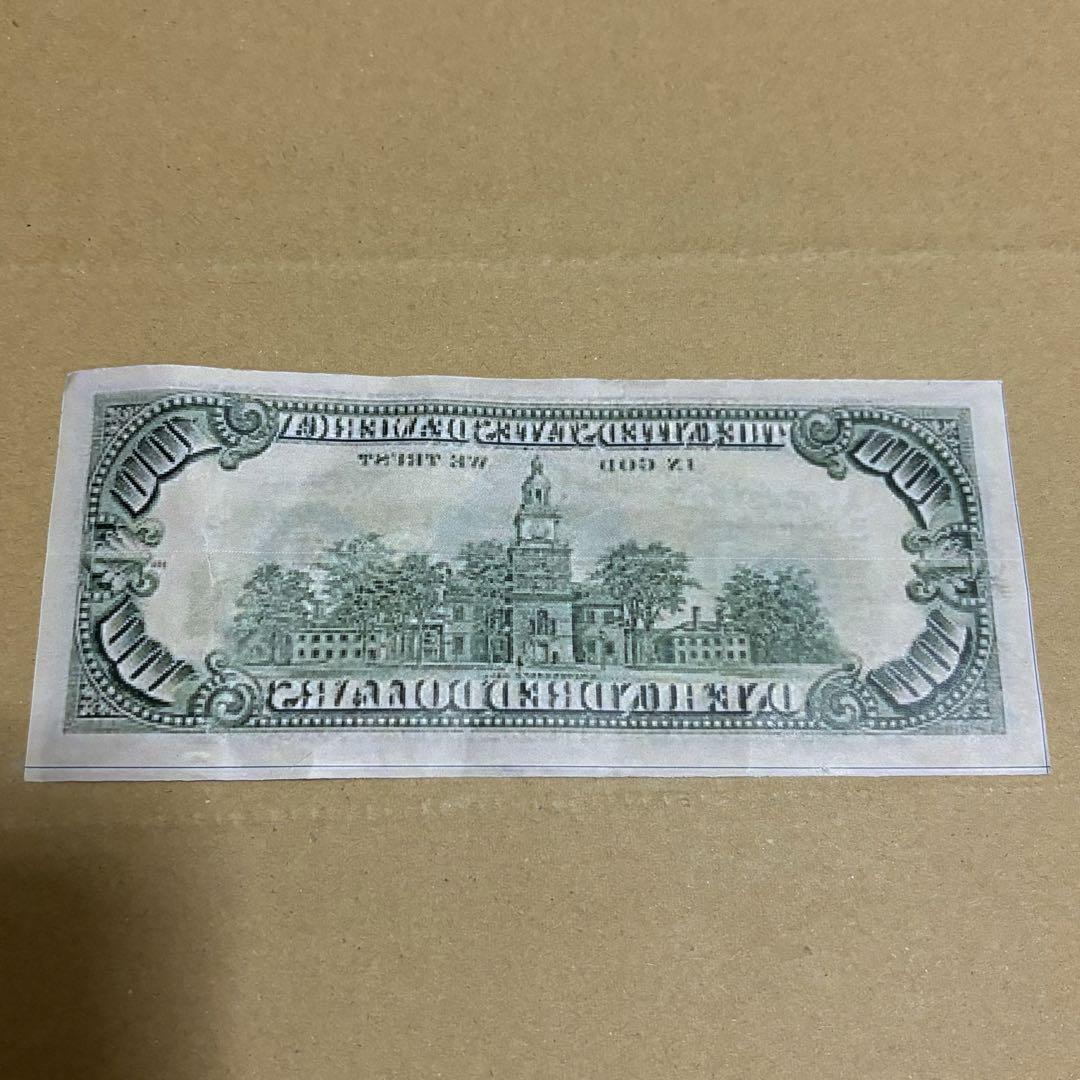 THE UNITED STATES OF AMERICA
IN GOD WE TRUST
ONE HUNDRED DOLLARS